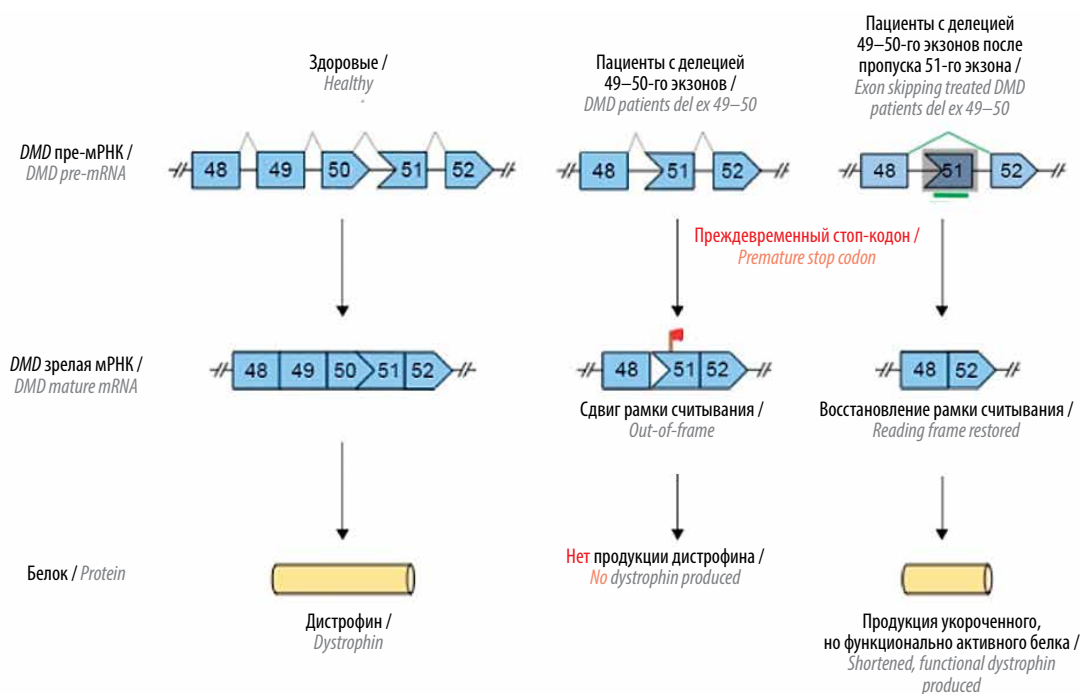 Здоровые /
Healthy
Пациенты с делецией
49–50-го экзонов /
DMD patients del ex 49–50
Пациенты с делецией
49–50-го экзонов после
пропуска 51-го экзона /
Exon skipping treated DMD
patients del ex 49–50
DMD пре-мРНК /
DMD pre-mRNA
48 49 50 51 52
48 51 52
48 51 52
Преждевременный стоп-кодон /
Premature stop codon
DMD зрелая мРНК /
DMD mature mRNA
48 49 50 51 52
48 51 52
48 52
Сдвиг рамки считывания /
Out-of-frame
Восстановление рамки считывания /
Reading frame restored
Белок / Protein
Дистрофин /
Dystrophin
Нет продукции дистрофина /
No dystrophin produced
Продукция укороченного,
но функционально активного белка /
Shortened, functional dystrophin
produced